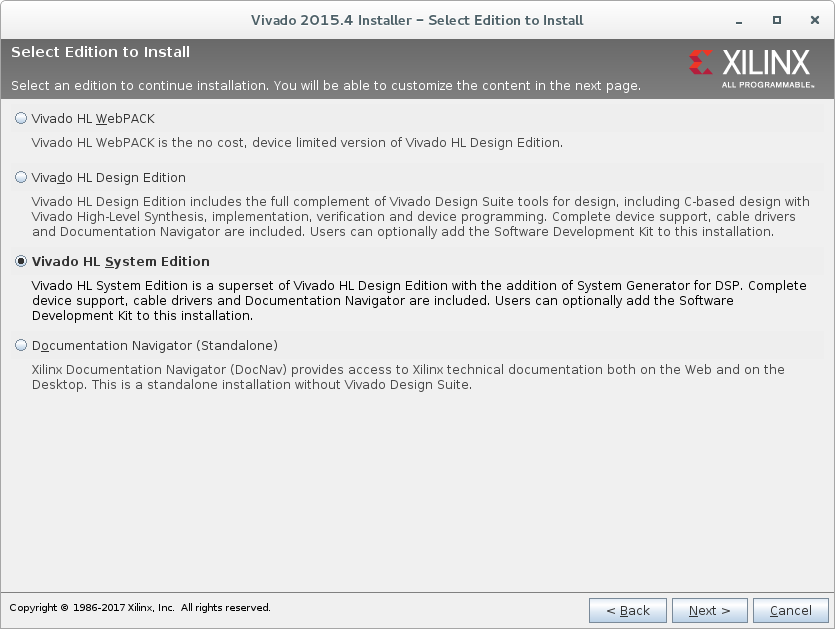 Vivado 2015.4 Installer – Select Edition to Install
Select Edition to Install
Select an edition to continue installation. You will be able to customize the content in the next page.
XILINX
ALL PROGRAMMABLE™
Vivado HL WebPACK
Vivado HL WebPACK is the no cost, device limited version of Vivado HL Design Edition.
Vivado HL Design Edition
Vivado HL Design Edition includes the full complement of Vivado Design Suite tools for design, including C-based design with
Vivado High-Level Synthesis, implementation, verification and device programming. Complete device support, cable drivers
and Documentation Navigator are included. Users can optionally add the Software Development Kit to this installation.
Vivado HL System Edition
Vivado HL System Edition is a superset of Vivado HL Design Edition with the addition of System Generator for DSP. Complete
device support, cable drivers and Documentation Navigator are included. Users can optionally add the Software
Development Kit to this installation.
Documentation Navigator (Standalone)
Xilinx Documentation Navigator (DocNav) provides access to Xilinx technical documentation both on the Web and on the
Desktop. This is a standalone installation without Vivado Design Suite.
Copyright © 1986-2017 Xilinx, Inc. All rights reserved.
< Back
Next >
Cancel